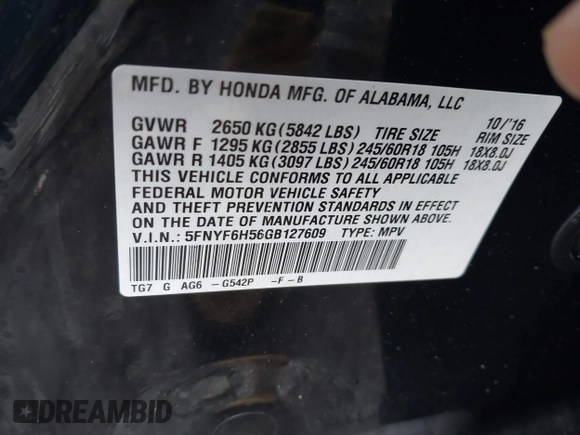 MFD. BY HONDA MFG. OF ALABAMA, LLC
10/'16
GVWR 2650 KG (5842 LBS) TIRE SIZE RIM SIZE
GAWR F 1295 KG (2855 LBS) 245/60R18 105H 18X8.0J
GAWR R 1405 KG (3097 LBS) 245/60R18 105H 18X8.0J
THIS VEHICLE CONFORMS TO ALL APPLICABLE
FEDERAL MOTOR VEHICLE SAFETY
AND THEFT PREVENTION STANDARDS IN EFFECT
ON THE DATE OF MANUFACTURE SHOWN ABOVE.
V.I.N.: 5FNYF6H56GB127609 TYPE: MPV
TG7 G AG6 - G542P -F-B
DREAMBID